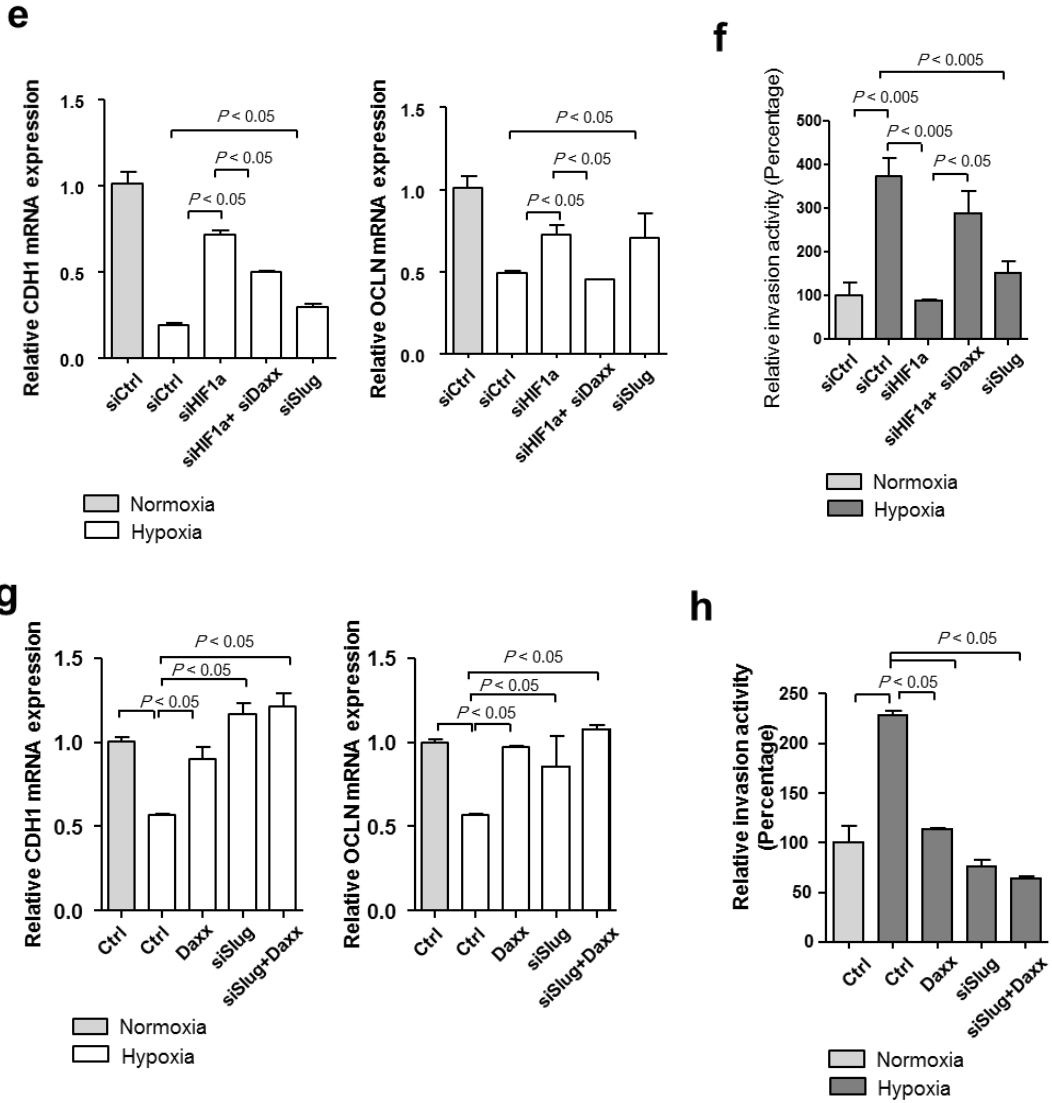 e
Relative CDH1 mRNA expression
1.5
1.0
0.5
0.0
P < 0.05
P < 0.05
P < 0.05
siCtrl
siCtrl
siHIF1a
siHIF1a+ siDaxx
siSlug
Relative OCLN mRNA expression
1.5
1.0
0.5
0.0
P < 0.05
P < 0.05
P < 0.05
siCtrl
siCtrl
siHIF1a
siHIF1a+ siDaxx
siSlug
Normoxia
Hypoxia
f
Relative invasion activity (Percentage)
500
400
300
200
100
0
P < 0.005
P < 0.005
P < 0.005
P < 0.05
siCtrl
siCtrl
siHIF1a
siHIF1a+ siDaxx
siSlug
Normoxia
Hypoxia
g
Relative CDH1 mRNA expression
1.5
1.0
0.5
0.0
P < 0.05
P < 0.05
P < 0.05
Ctrl
Ctrl
Daxx
siSlug
siSlug+Daxx
Relative OCLN mRNA expression
1.5
1.0
0.5
0.0
P < 0.05
P < 0.05
P < 0.05
Ctrl
Ctrl
Daxx
siSlug
siSlug+Daxx
Normoxia
Hypoxia
h
Relative invasion activity
(Percentage)
250
200
150
100
50
0
P < 0.05
P < 0.05
Ctrl
Ctrl
Daxx
siSlug
siSlug+Daxx
Normoxia
Hypoxia